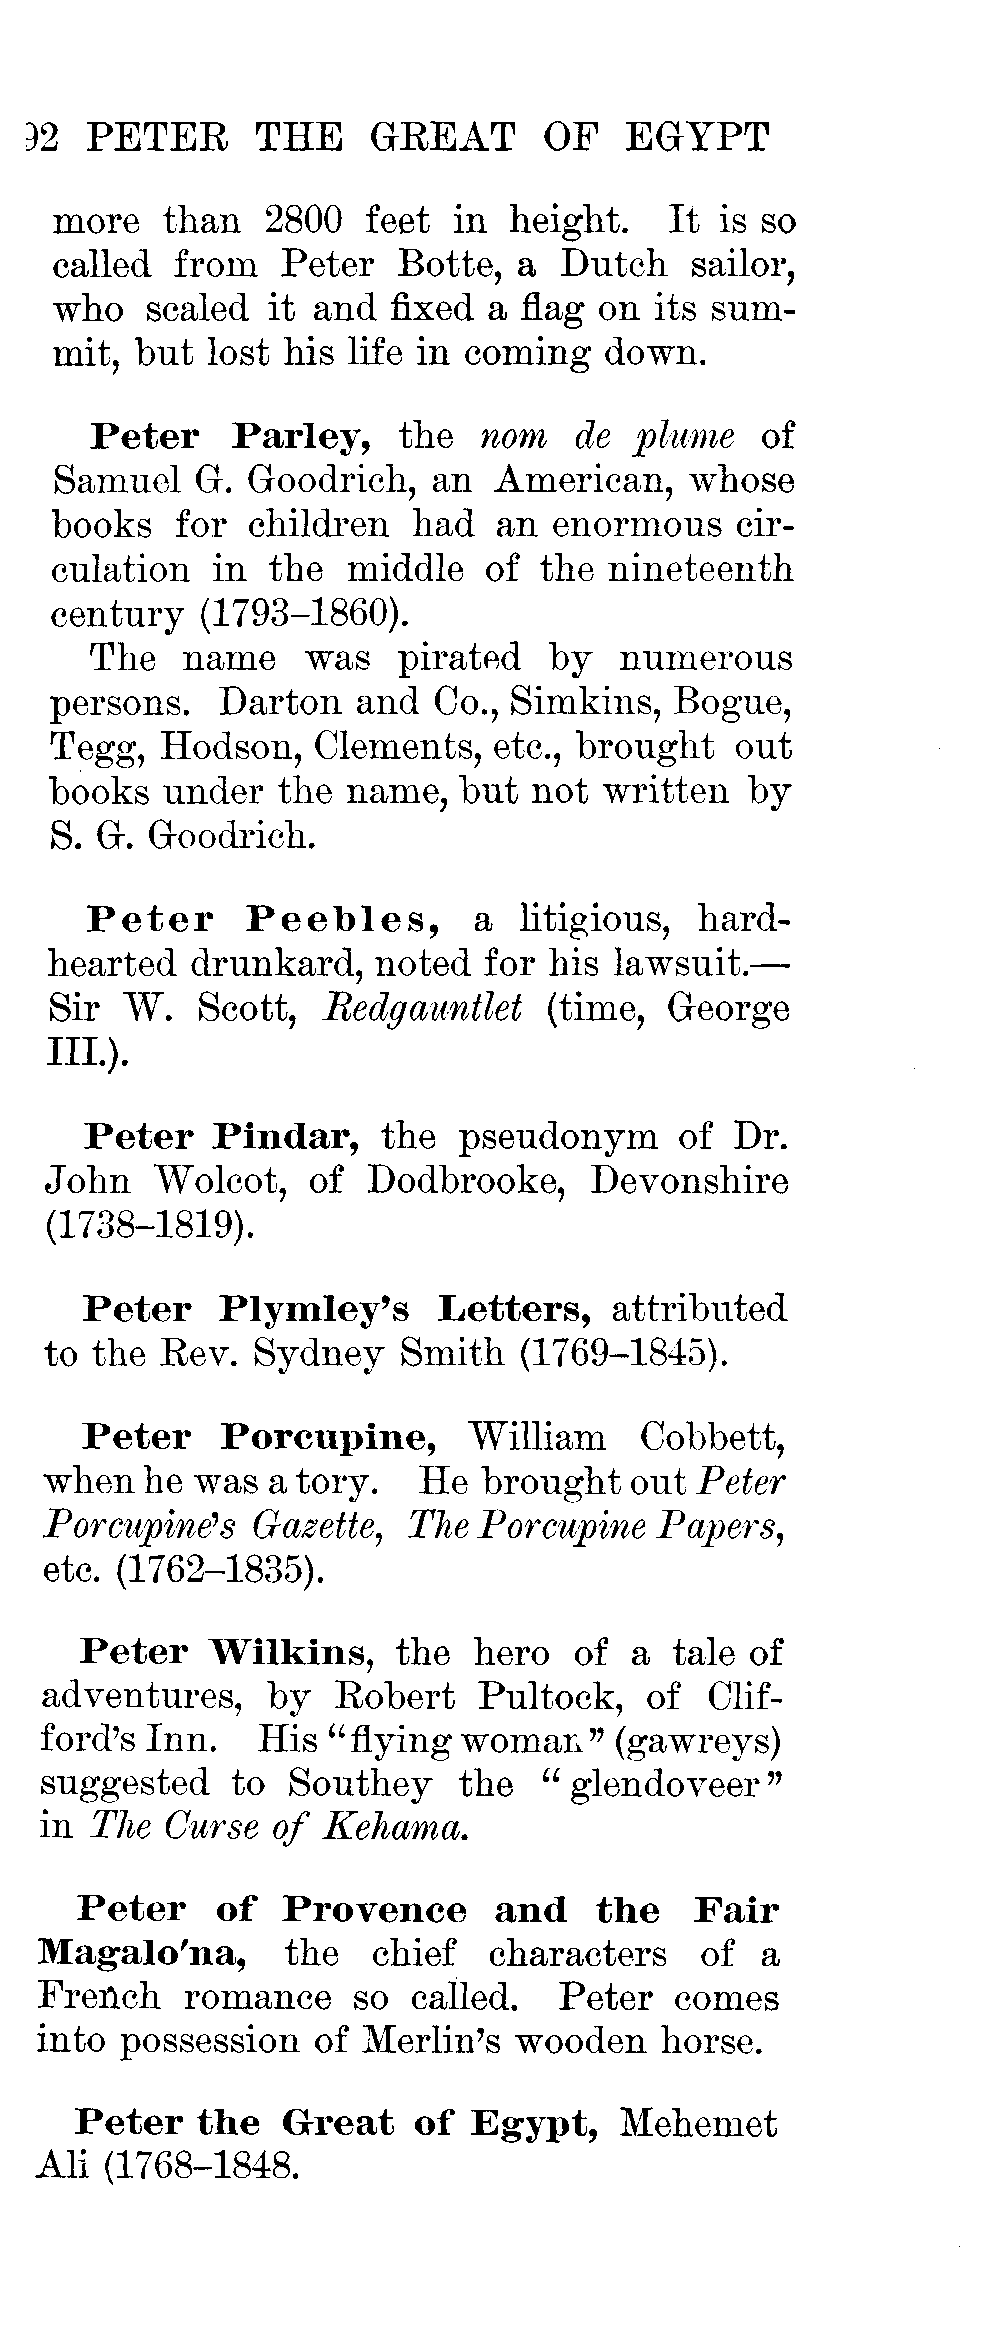 92 PETER THE GREAT OF EGYPT
more than 2800 feet in height. It is so
called from Peter Botte, a Dutch sailor,
who scaled it and fixed a flag on its sum-
mit, but lost his life in coming down.
Peter Parley, the nom de plume of
Samuel G. Goodrich, an American, whose
books for children had an enormous cir-
culation in the middle of the nineteenth
century (1793–1860).
The name was pirated by numerous
persons. Darton and Co., Simkins, Bogue,
Tegg, Hodson, Clements, etc., brought out
books under the name, but not written by
S. G. Goodrich.
Peter Peebles, a litigious, hard-
hearted drunkard, noted for his lawsuit.—
Sir W. Scott, Redgauntlet (time, George
III.).
Peter Pindar, the pseudonym of Dr.
John Wolcot, of Dodbrooke, Devonshire
(1738–1819).
Peter Plymley's Letters, attributed
to the Rev. Sydney Smith (1769–1845).
Peter Porcupine, William Cobbett,
when he was a tory. He brought out Peter
Porcupine's Gazette, The Porcupine Papers,
etc. (1762–1835).
Peter Wilkins, the hero of a tale of
adventures, by Robert Pultock, of Clif-
ford's Inn. His “flying woman” (gawreys)
suggested to Southey the “glendoveer”
in The Curse of Kehama.
Peter of Provence and the Fair
Magalo'na, the chief characters of a
French romance so called. Peter comes
into possession of Merlin's wooden horse.
Peter the Great of Egypt, Mehemet
Ali (1768–1848.